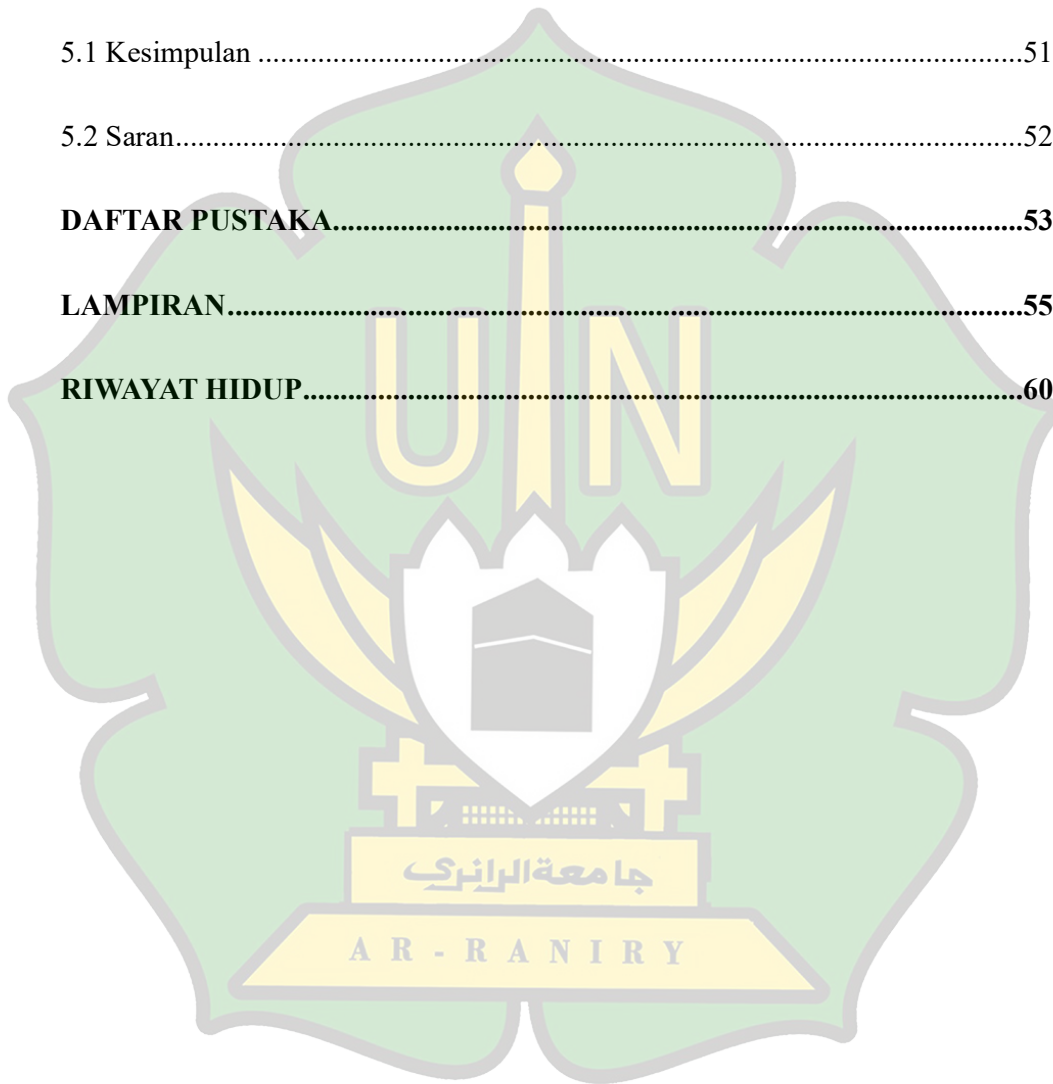 5.1 Kesimpulan ....................................................................................................51
5.2 Saran...............................................................................................................52
DAFTAR PUSTAKA.............................................................................................53
LAMPIRAN...........................................................................................................55
RIWAYAT HIDUP.................................................................................................60
UIN
جامعةالرانري
AR-RANIRY